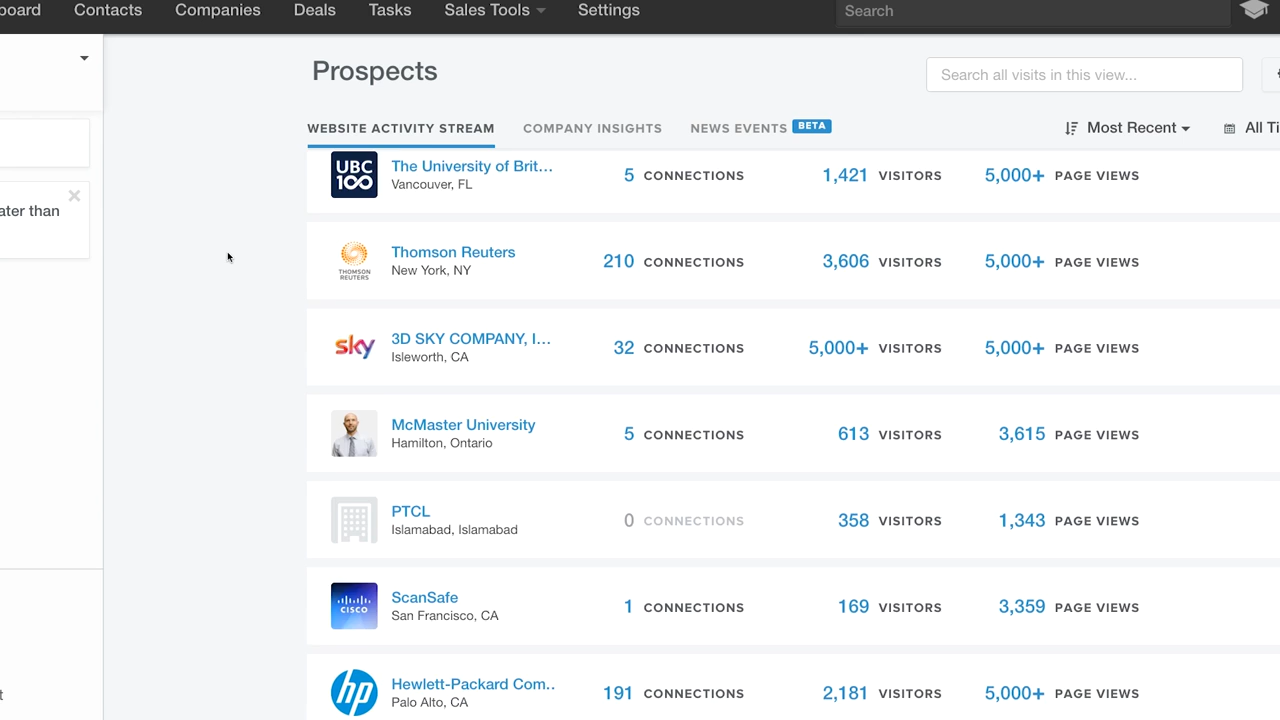 board Contacts Companies Deals Tasks Sales Tools Settings Search
Prospects
Search all visits in this view...
WEBSITE ACTIVITY STREAM COMPANY INSIGHTS NEWS EVENTS BETA Most Recent All Ti
ater than
UBC 100 The University of Brit... 5 CONNECTIONS 1,421 VISITORS 5,000+ PAGE VIEWS
Vancouver, FL
THOMSON REUTERS Thomson Reuters 210 CONNECTIONS 3,606 VISITORS 5,000+ PAGE VIEWS
New York, NY
sky 3D SKY COMPANY, I... 32 CONNECTIONS 5,000+ VISITORS 5,000+ PAGE VIEWS
Isleworth, CA
McMaster University 5 CONNECTIONS 613 VISITORS 3,615 PAGE VIEWS
Hamilton, Ontario
PTCL 0 CONNECTIONS 358 VISITORS 1,343 PAGE VIEWS
Islamabad, Islamabad
CISCO ScanSafe 1 CONNECTIONS 169 VISITORS 3,359 PAGE VIEWS
San Francisco, CA
hp Hewlett-Packard Com.. 191 CONNECTIONS 2,181 VISITORS 5,000+ PAGE VIEWS
Palo Alto, CA
t